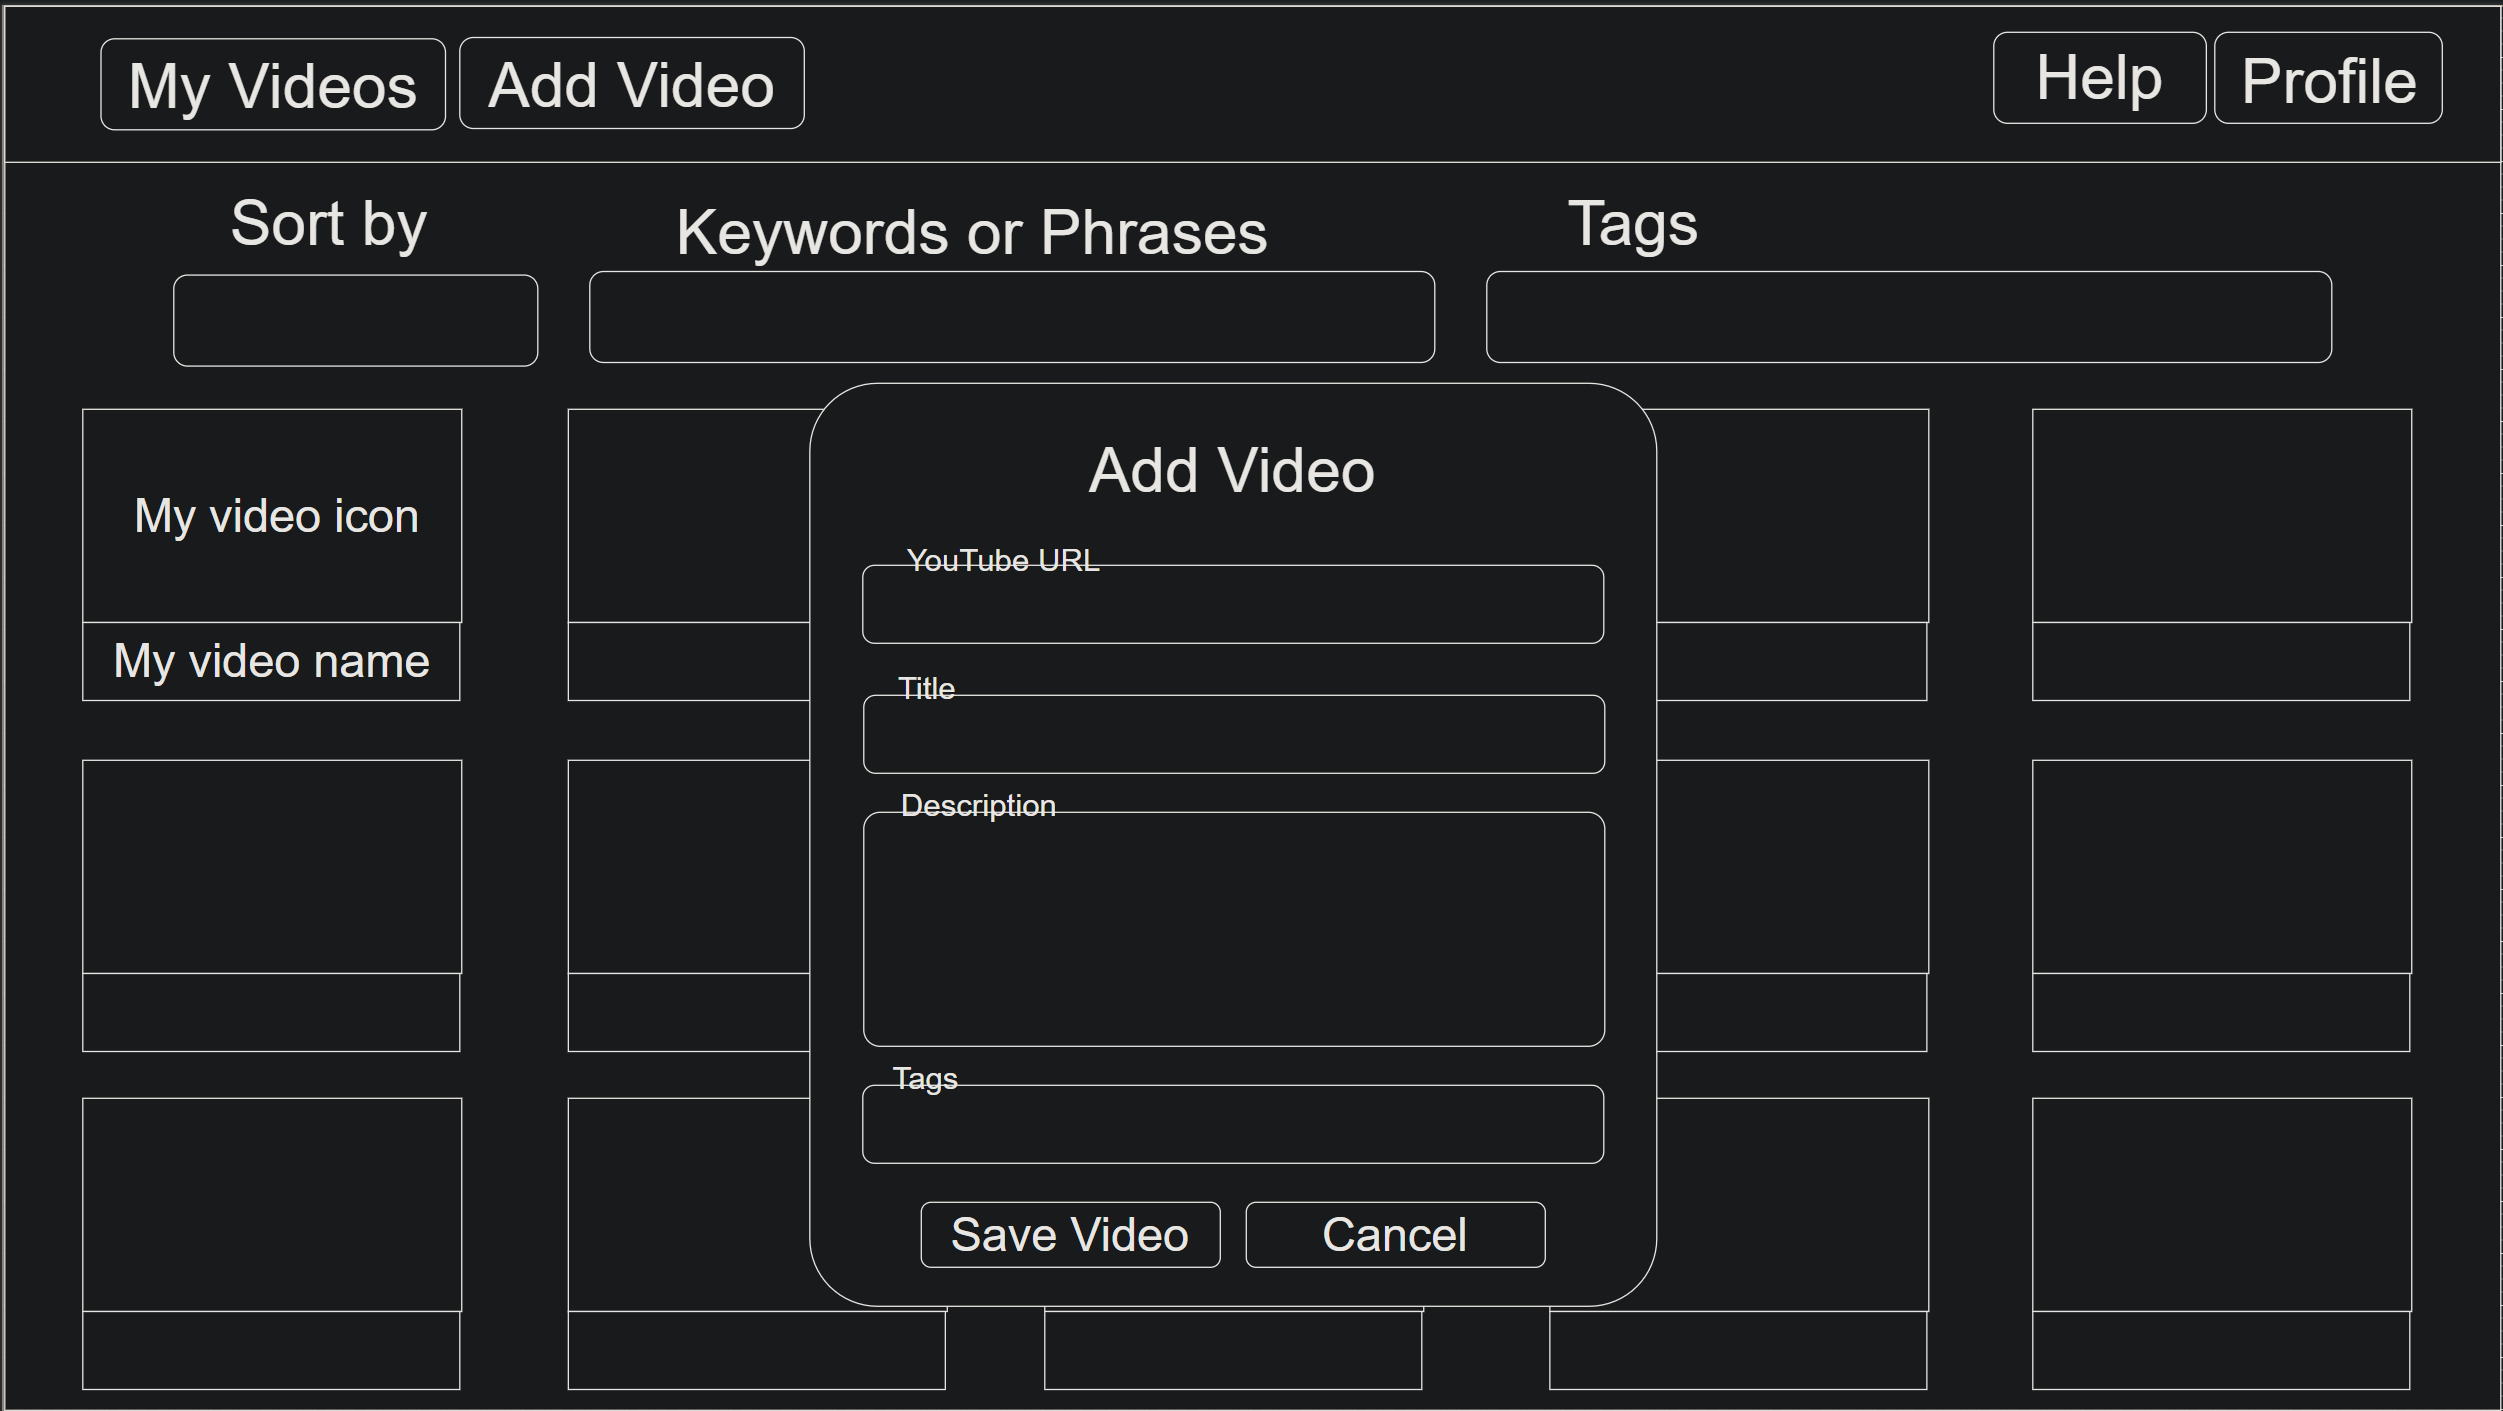 My Videos
Add Video
Help
Profile
Sort by
Keywords or Phrases
Tags
My video icon
My video name
Add Video
YouTube URL
Title
Description
Tags
Save Video
Cancel